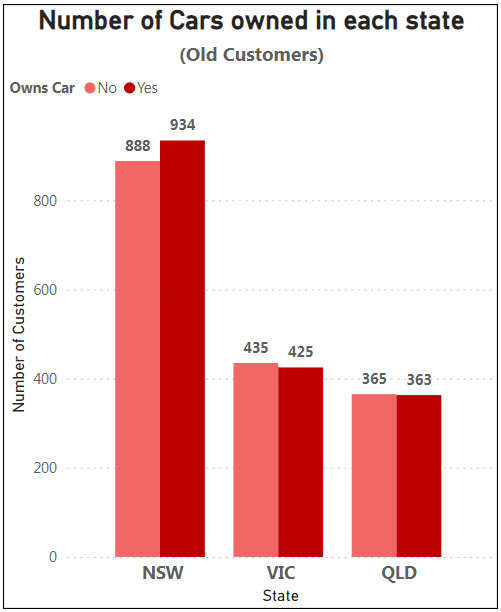 Number of Cars owned in each state
(Old Customers)
Owns Car No Yes
934
888
800
600
435
425
400
365
363
200
0
Number of Customers
NSW VIC QLD
State